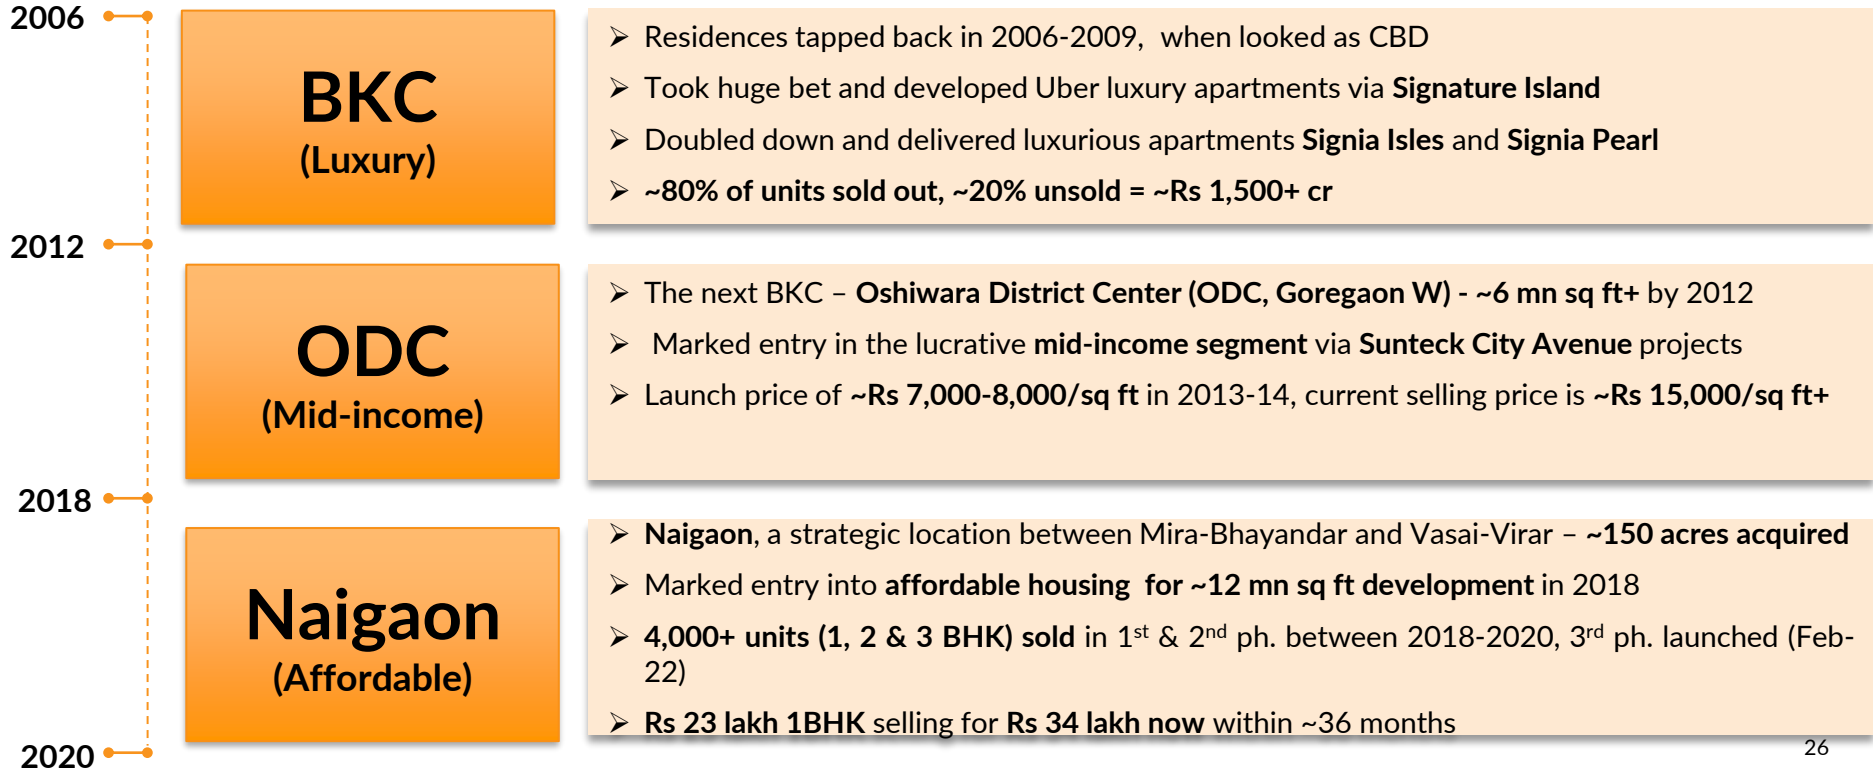 2006
BKC
(Luxury)
➢ Residences tapped back in 2006-2009,  when looked as CBD
➢ Took huge bet and developed Uber luxury apartments via Signature Island
➢ Doubled down and delivered luxurious apartments Signia Isles and Signia Pearl
➢ ~80% of units sold out, ~20% unsold = ~Rs 1,500+ cr
2012
ODC
(Mid-income)
➢ The next BKC – Oshiwara District Center (ODC, Goregaon W) - ~6 mn sq ft+ by 2012
➢ Marked entry in the lucrative mid-income segment via Sunteck City Avenue projects
➢ Launch price of ~Rs 7,000-8,000/sq ft in 2013-14, current selling price is ~Rs 15,000/sq ft+
2018
Naigaon
(Affordable)
➢ Naigaon, a strategic location between Mira-Bhayandar and Vasai-Virar – ~150 acres acquired
➢ Marked entry into affordable housing  for ~12 mn sq ft development in 2018
➢ 4,000+ units (1, 2 & 3 BHK) sold in 1st & 2nd ph. between 2018-2020, 3rd ph. launched (Feb-
22)
➢ Rs 23 lakh 1BHK selling for Rs 34 lakh now within ~36 months
2020
26